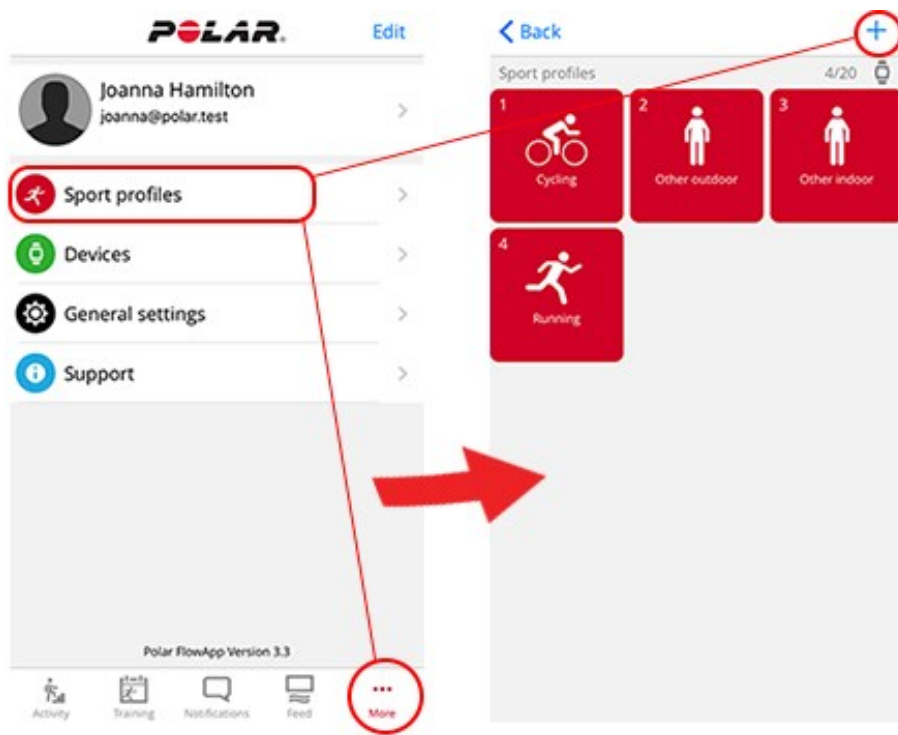 POLAR.
Edit
Joanna Hamilton
joanna@polar.test
Sport profiles
Devices
General settings
Support
Polar FlowApp Version 3.3
Activity
Training
Notifications
Feed
More
Back
+
Sport profiles
4/20
1
Cycling
2
Other outdoor
3
Other indoor
4
Running